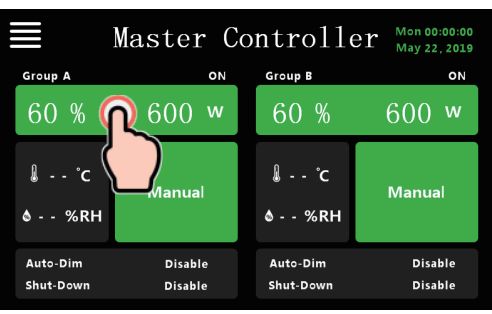 Master Controller
Mon 00:00:00
May 22, 2019
Group A ON
60 % 600 W
- - °C
- - %RH
Manual
Auto-Dim Disable
Shut-Down Disable
Group B ON
60 % 600 W
- - °C
- - %RH
Manual
Auto-Dim Disable
Shut-Down Disable